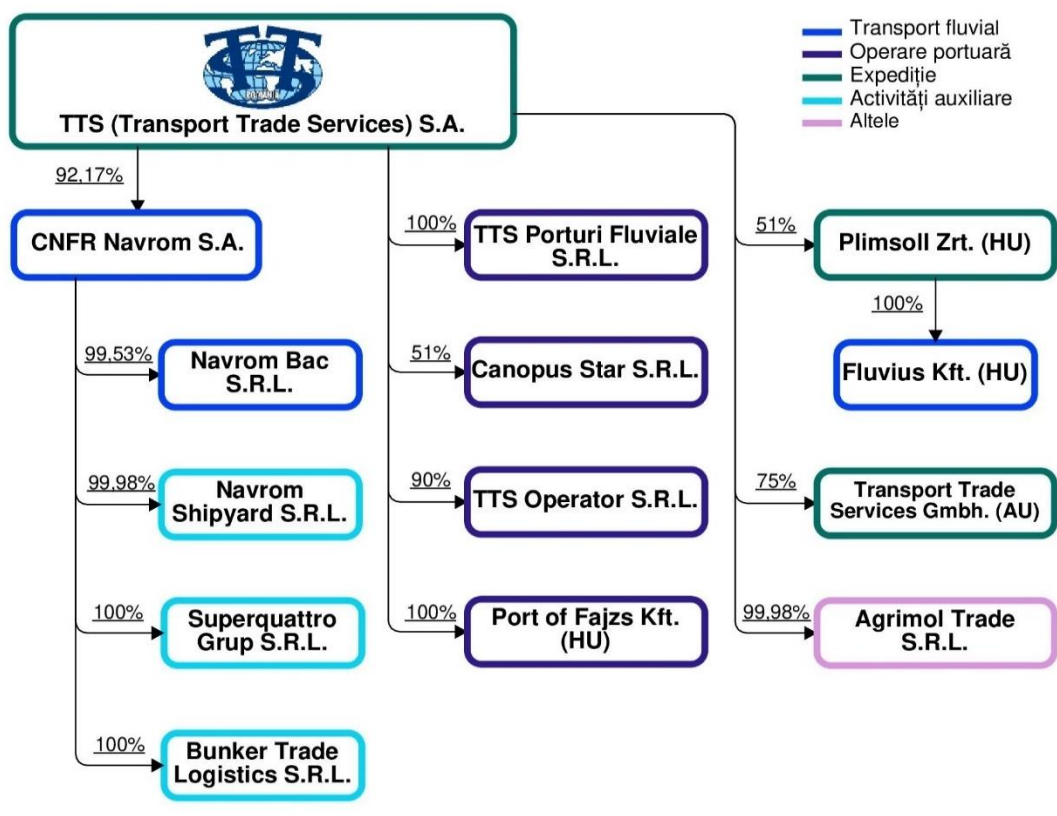 TTS
ROMANIA
TTS (Transport Trade Services) S.A.
Transport fluvial
Operare portuară
Expediție
Activități auxiliare
Altele
92,17%
CNFR Navrom S.A.
99,53%
Navrom Bac
S.R.L.
99,98%
Navrom
Shipyard S.R.L.
100%
Superquattro
Grup S.R.L.
100%
Bunker Trade
Logistics S.R.L.
100%
TTS Porturi Fluviale
S.R.L.
51%
Canopus Star S.R.L.
90%
TTS Operator S.R.L.
100%
Port of Fajzs Kft.
(HU)
51%
Plimsoll Zrt. (HU)
100%
Fluvius Kft. (HU)
75%
Transport Trade
Services Gmbh. (AU)
99,98%
Agrimol Trade
S.R.L.